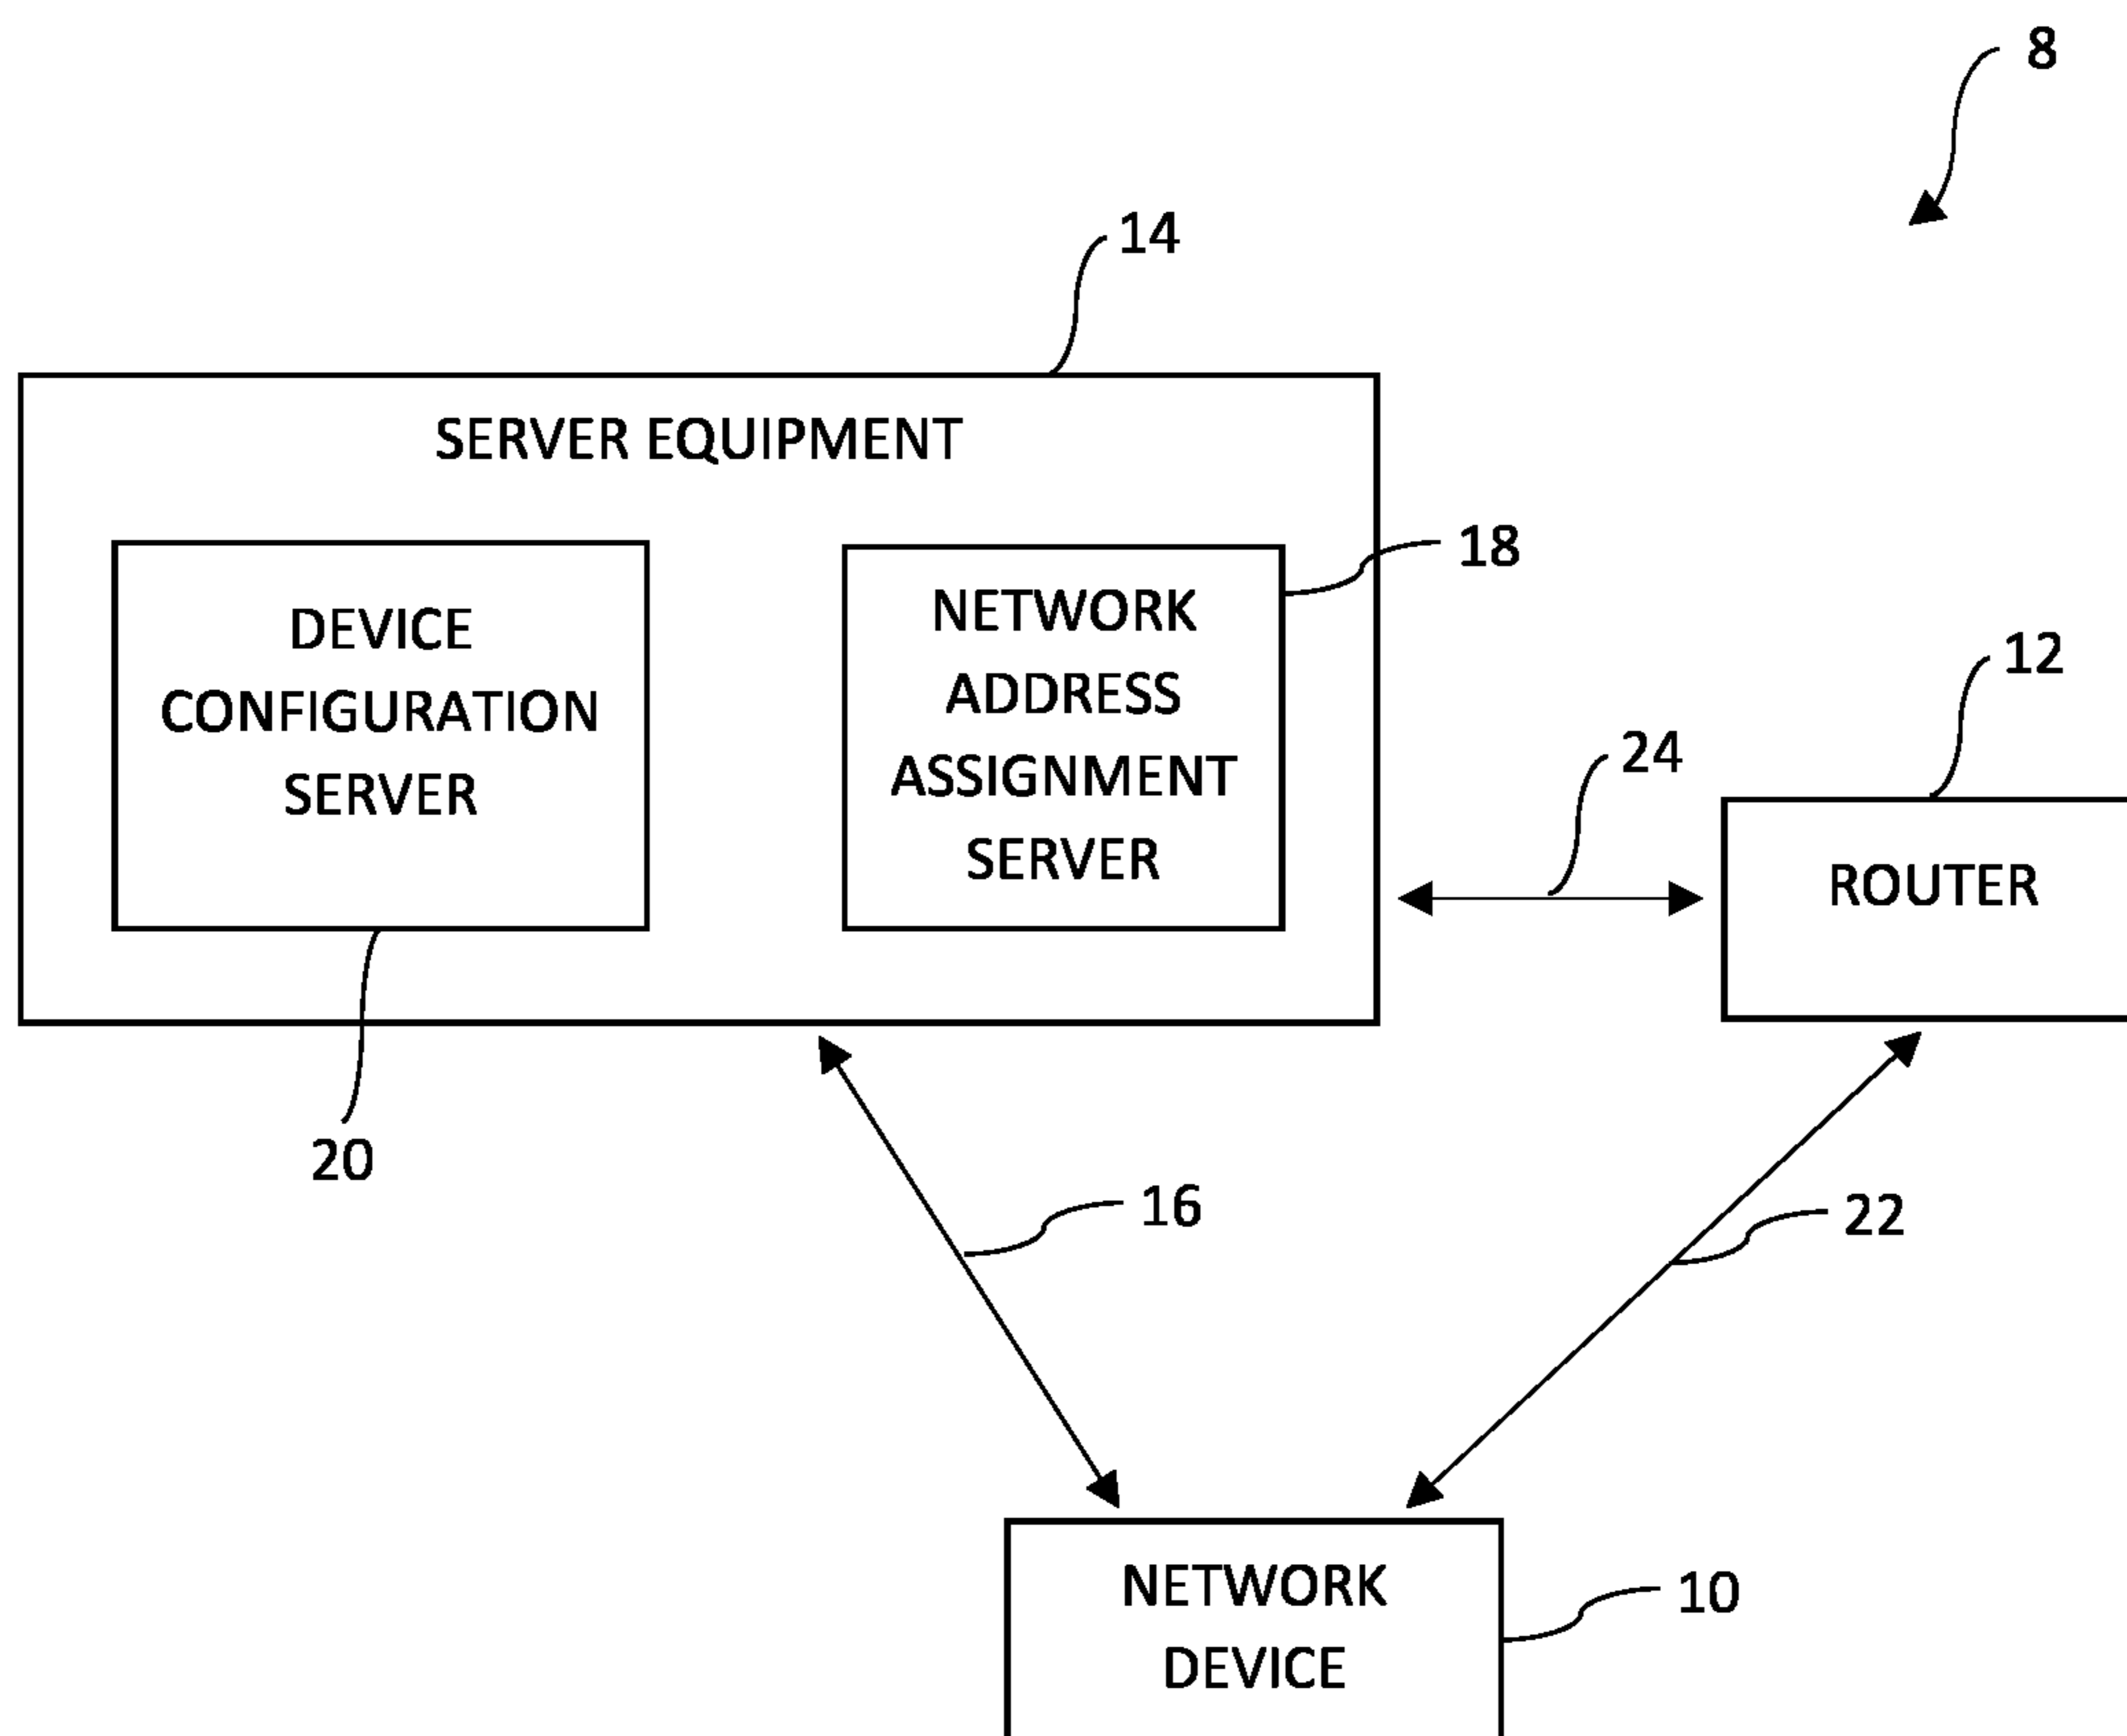 8
14
SERVER EQUIPMENT
18
DEVICE
CONFIGURATION
SERVER
NETWORK
ADDRESS
ASSIGNMENT
SERVER
12
24
ROUTER
20
16
22
NETWORK
DEVICE
10